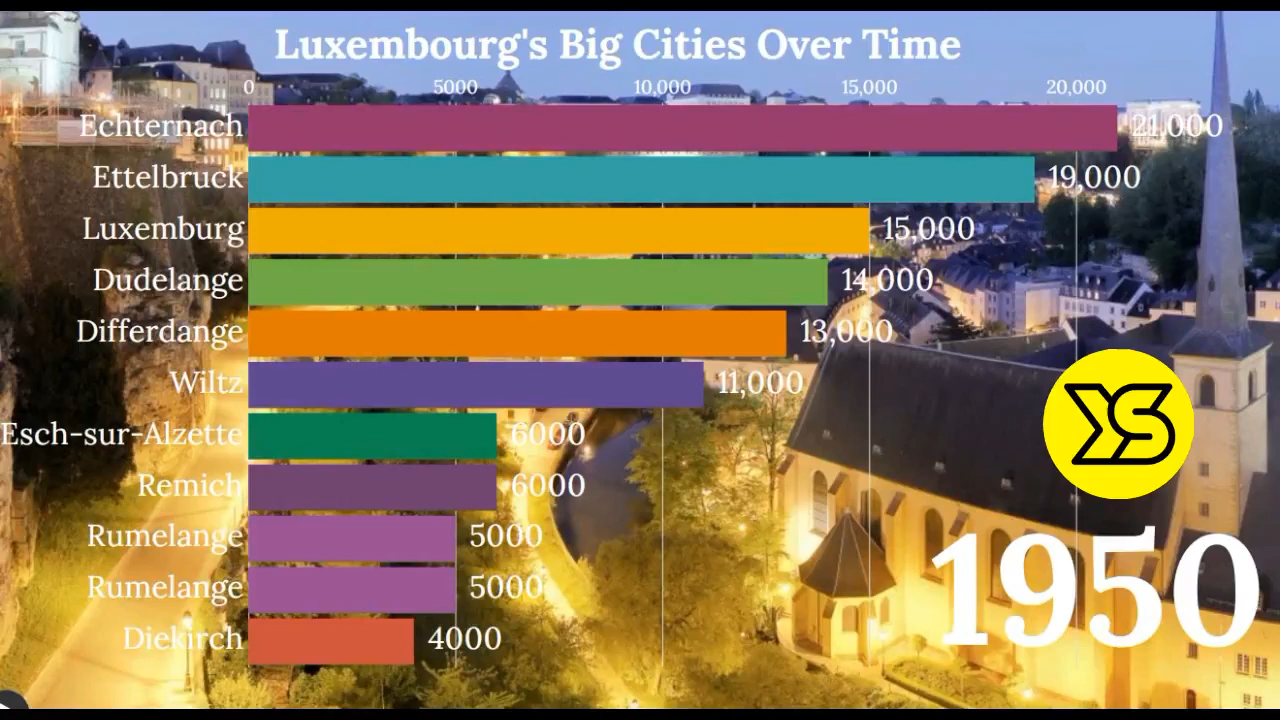 Luxembourg's Big Cities Over Time
0 5000 10,000 15,000 20,000
Echternach 21,000
Ettelbruck 19,000
Luxemburg 15,000
Dudelange 14,000
Differdange 13,000
Wiltz 11,000
Esch-sur-Alzette 6000
Remich 6000
Rumelange 5000
Rumelange 5000
Diekirch 4000
XS
1950